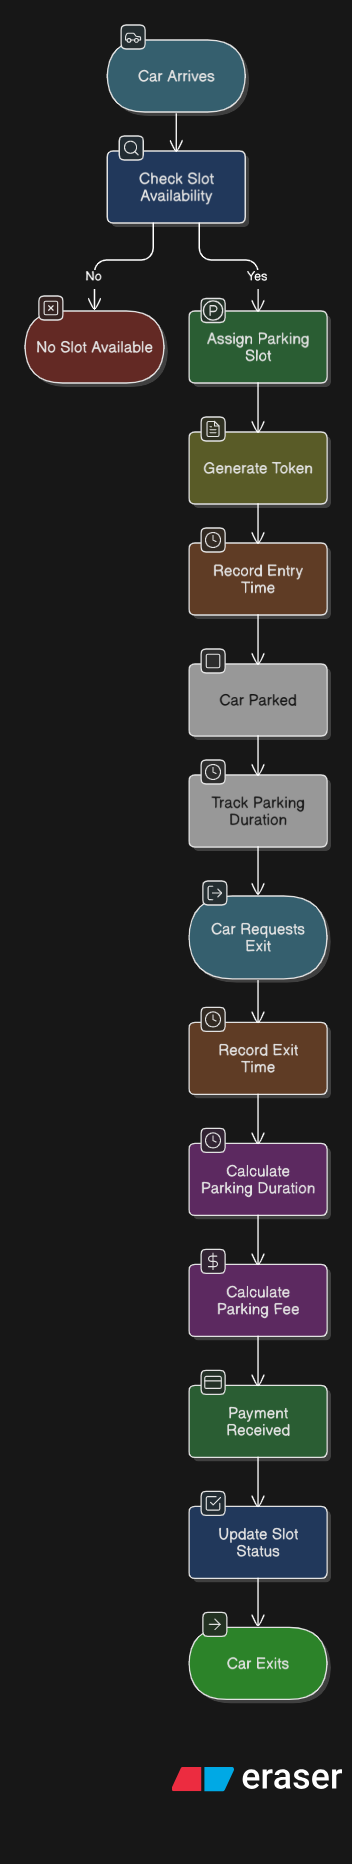 Car Arrives
Check Slot
Availability
No
Yes
No Slot Available
Assign Parking
Slot
Generate Token
Record Entry
Time
Car Parked
Track Parking
Duration
Car Requests
Exit
Record Exit
Time
Calculate
Parking Duration
Calculate
Parking Fee
Payment
Received
Update Slot
Status
Car Exits
eraser